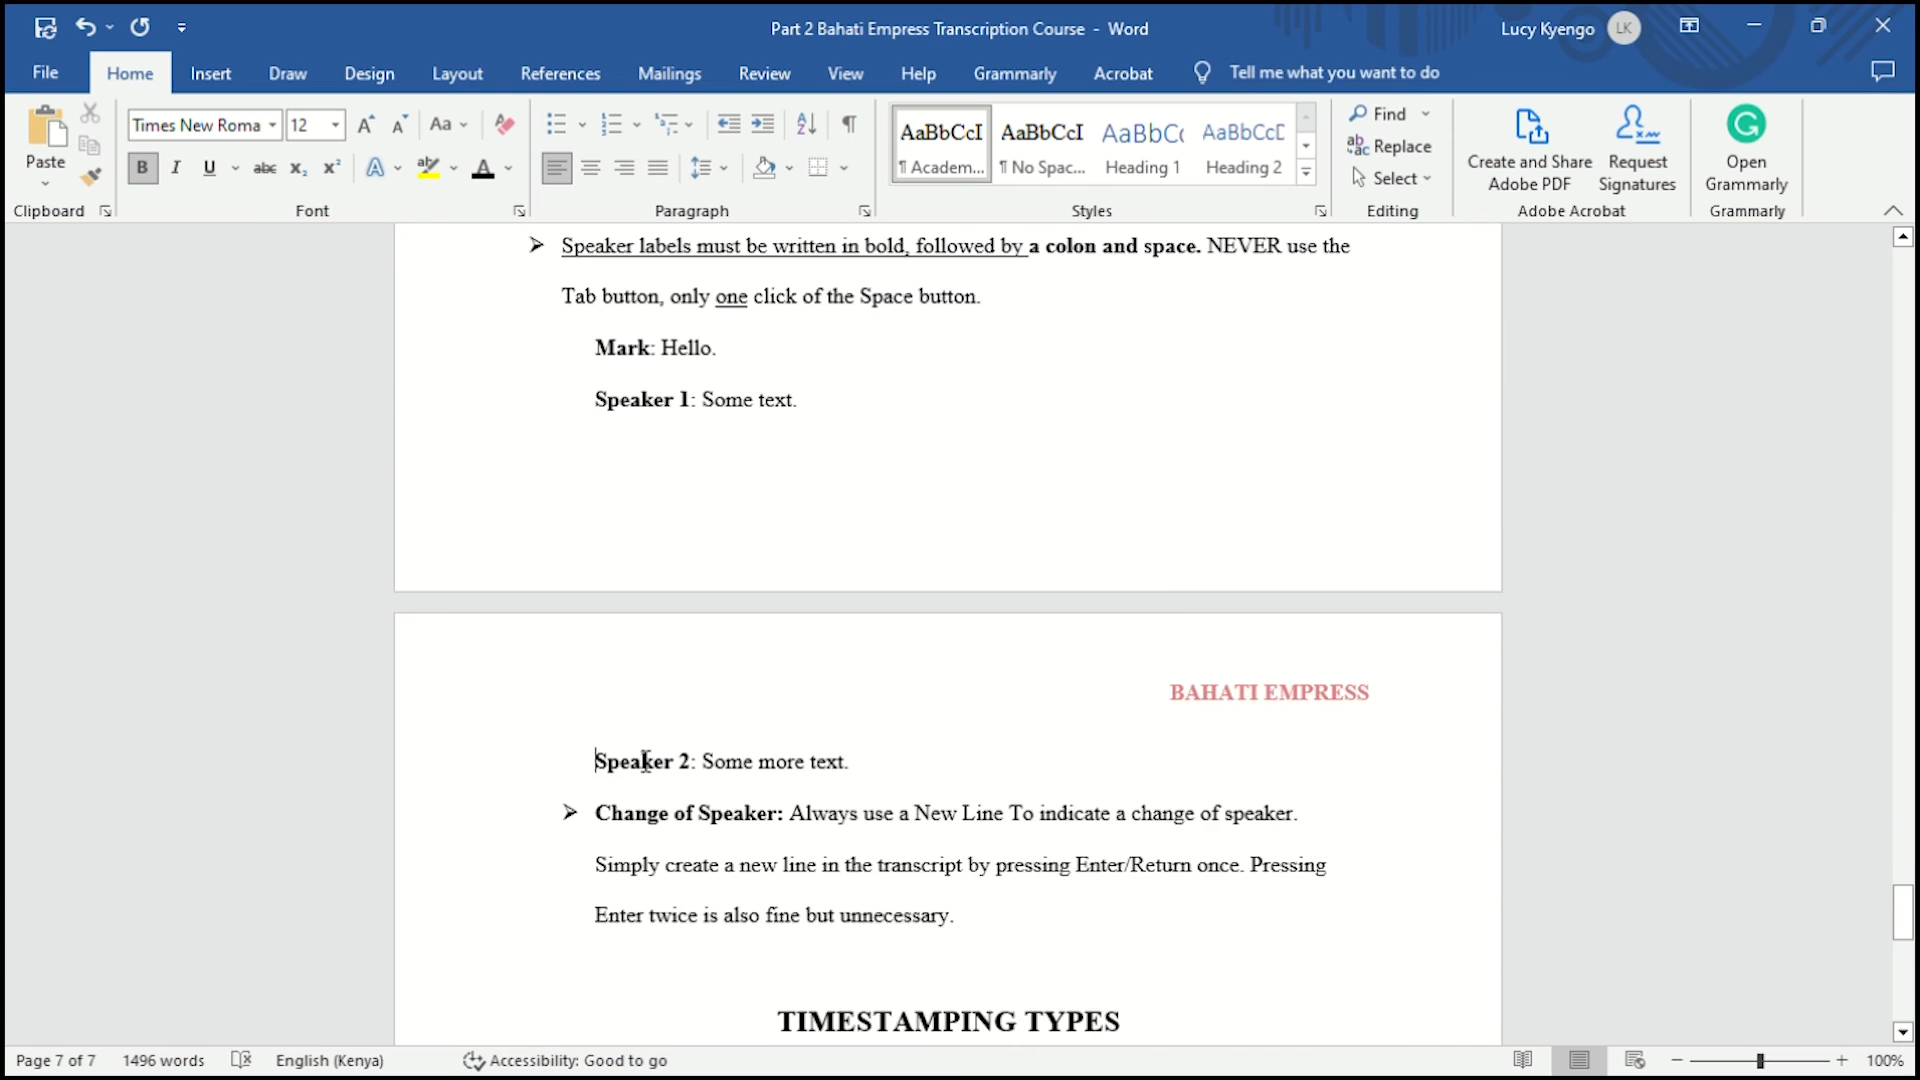 Part 2 Bahati Empress Transcription Course - Word
Lucy Kyengo LK
File Home Insert Draw Design Layout References Mailings Review View Help Grammarly Acrobat Tell me what you want to do
Times New Roma 12 Aa
AaBbCcI AaBbCcI AaBbC AaBbCcD
Find
Replace
Select
Paste
B I U abc x₂ x² A A
¶ Academ... ¶ No Spac... Heading 1 Heading 2
Create and Share Adobe PDF
Request Signatures
Open Grammarly
Clipboard Font Paragraph Styles Editing Adobe Acrobat Grammarly
➢ Speaker labels must be written in bold, followed by a colon and space. NEVER use the
Tab button, only one click of the Space button.
Mark: Hello.
Speaker 1: Some text.
BAHATI EMPRESS
Speaker 2: Some more text.
➢ Change of Speaker: Always use a New Line To indicate a change of speaker.
Simply create a new line in the transcript by pressing Enter/Return once. Pressing
Enter twice is also fine but unnecessary.
TIMESTAMPING TYPES
Page 7 of 7 1496 words English (Kenya) Accessibility: Good to go 100%